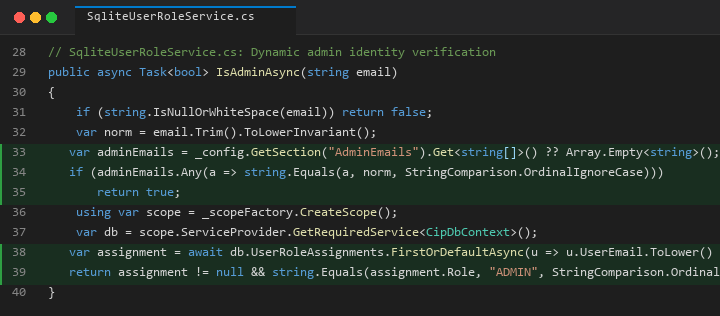 SqliteUserRoleService.cs
28 // SqliteUserRoleService.cs: Dynamic admin identity verification
29 public async Task<bool> IsAdminAsync(string email)
30 {
31 if (string.IsNullOrWhiteSpace(email)) return false;
32 var norm = email.Trim().ToLowerInvariant();
33 var adminEmails = _config.GetSection("AdminEmails").Get<string[]>() ?? Array.Empty<string>();
34 if (adminEmails.Any(a => string.Equals(a, norm, StringComparison.OrdinalIgnoreCase)))
35 return true;
36 using var scope = _scopeFactory.CreateScope();
37 var db = scope.ServiceProvider.GetRequiredService<CipDbContext>();
38 var assignment = await db.UserRoleAssignments.FirstOrDefaultAsync(u => u.UserEmail.ToLower()
39 return assignment != null && string.Equals(assignment.Role, "ADMIN", StringComparison.Ordinal
40 }